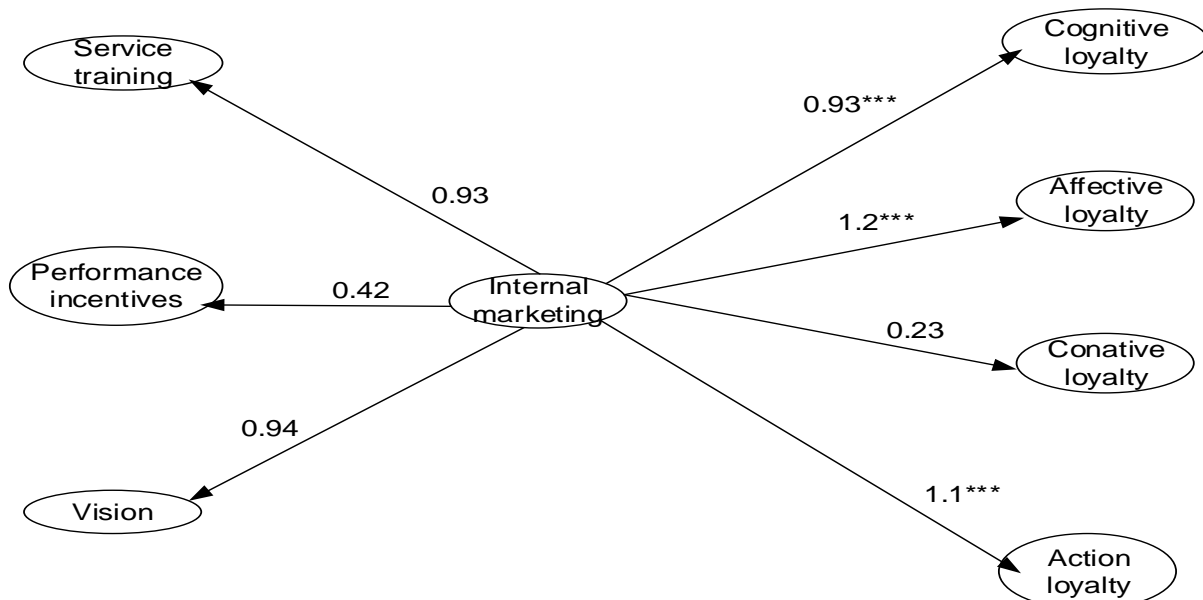 Service
training
Performance
incentives
Vision
0.93
0.42
0.94
Internal
marketing
0.93***
1.2***
0.23
1.1***
Cognitive
loyalty
Affective
loyalty
Conative
loyalty
Action
loyalty